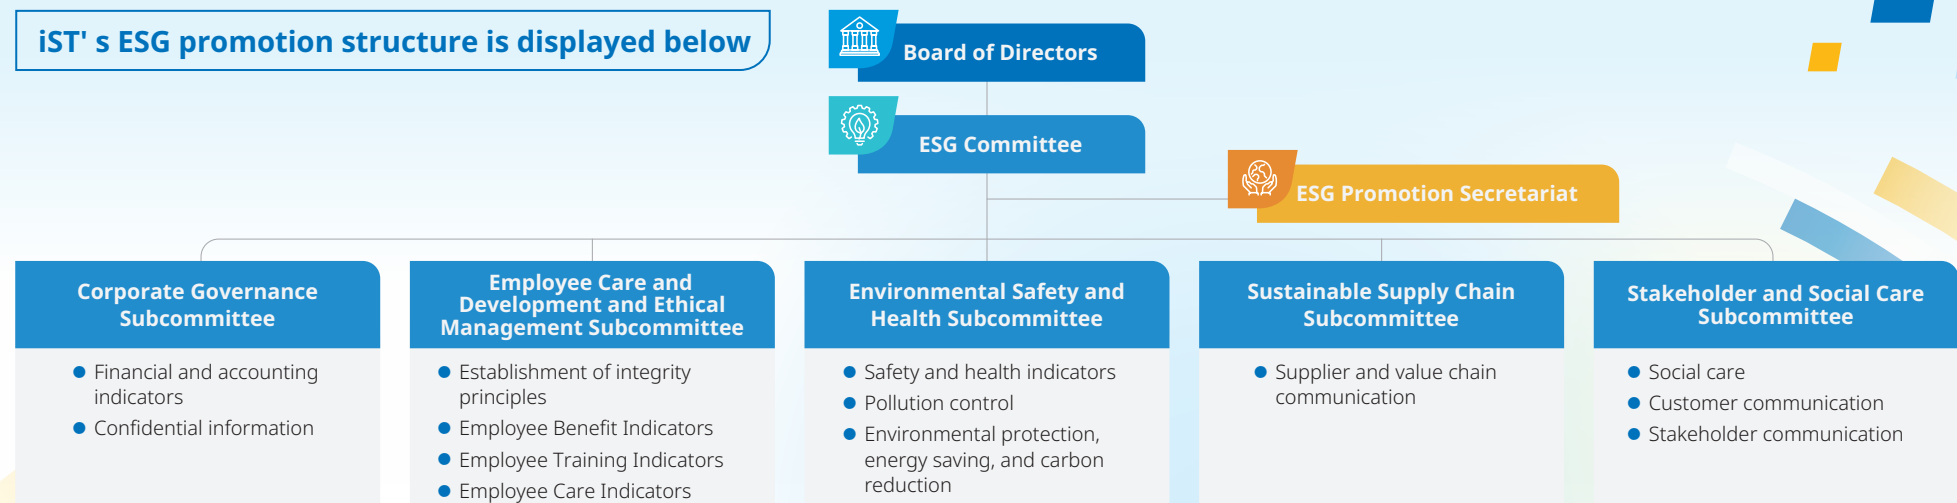 iST' s ESG promotion structure is displayed below
Board of Directors
ESG Committee
ESG Promotion Secretariat
Corporate Governance
Subcommittee
Financial and accounting
indicators
Confidential information
Employee Care and
Development and Ethical
Management Subcommittee
Establishment of integrity
principles
Employee Benefit Indicators
Employee Training Indicators
Employee Care Indicators
Environmental Safety and
Health Subcommittee
Safety and health indicators
Pollution control
Environmental protection,
energy saving, and carbon
reduction
Sustainable Supply Chain
Subcommittee
Supplier and value chain
communication
Stakeholder and Social Care
Subcommittee
Social care
Customer communication
Stakeholder communication